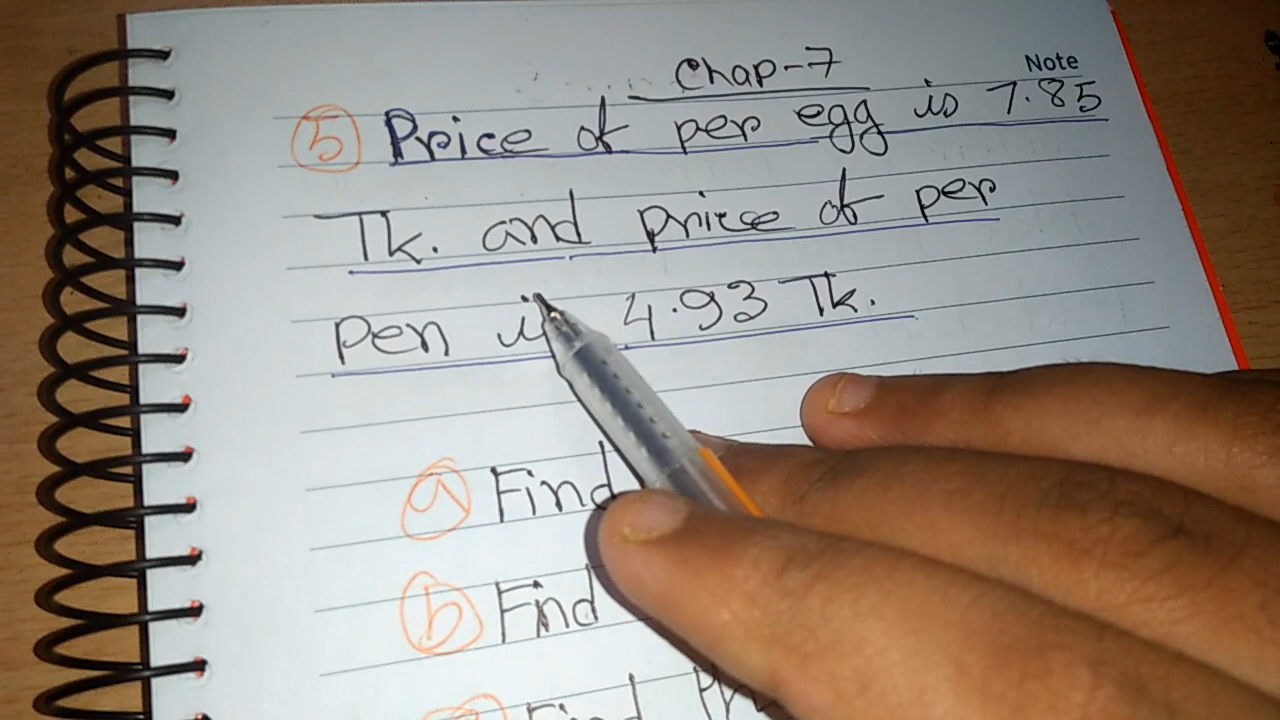 Chap-7
Note
5 Price of per egg is 7.85
Tk. and price of per
pen is 4.93 Tk.
a Find
b Find
Find